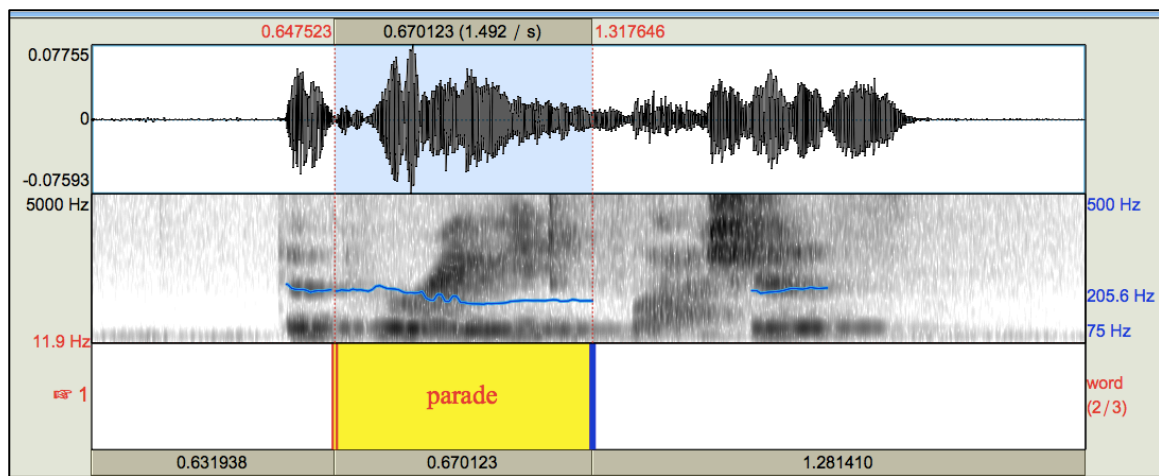 0.647523 0.670123 (1.492 / s) 1.317646
0.07755
0
-0.07593
5000 Hz 500 Hz
205.6 Hz
75 Hz
11.9 Hz
☞ 1 parade word
(2/3)
0.631938 0.670123 1.281410